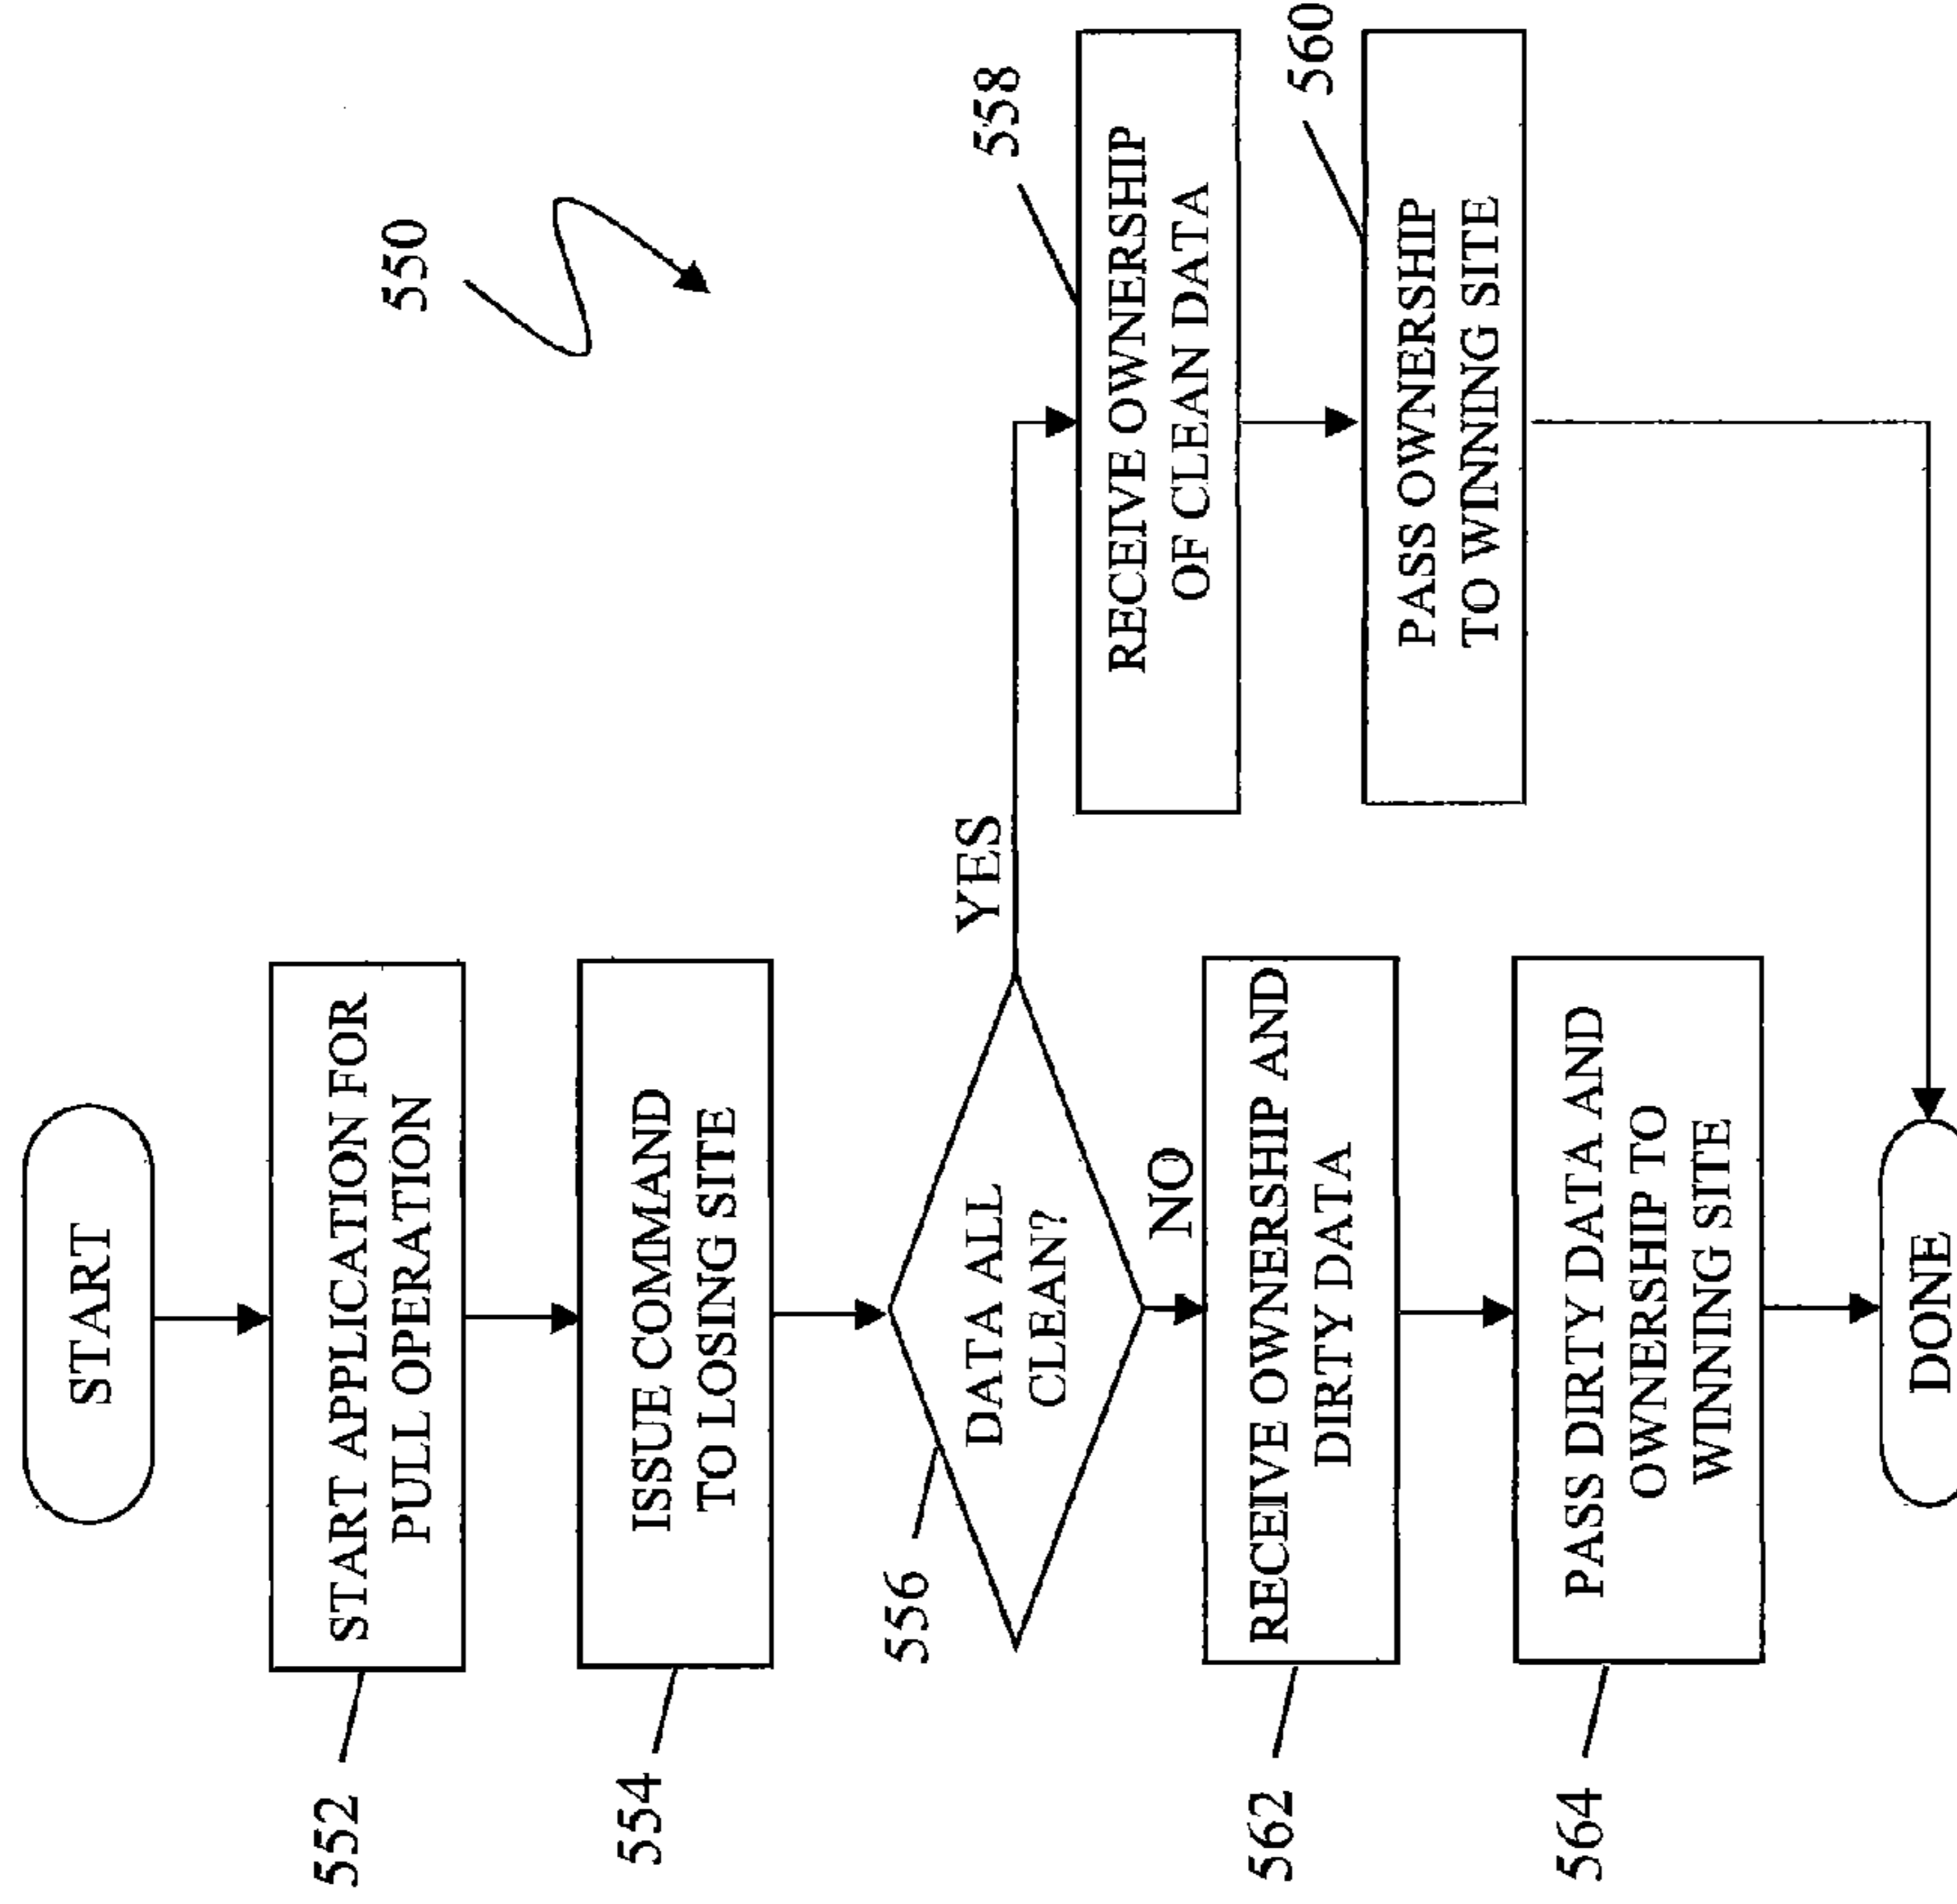 START
550
552
START APPLICATION FOR
PULL OPERATION
554
ISSUE COMMAND
TO LOSING SITE
556
DATA ALL
CLEAN?
YES
558
RECEIVE OWNERSHIP
OF CLEAN DATA
560
PASS OWNERSHIP
TO WINNING SITE
NO
562
RECEIVE OWNERSHIP AND
DIRTY DATA
564
PASS DIRTY DATA AND
OWNERSHIP TO
WINNING SITE
DONE